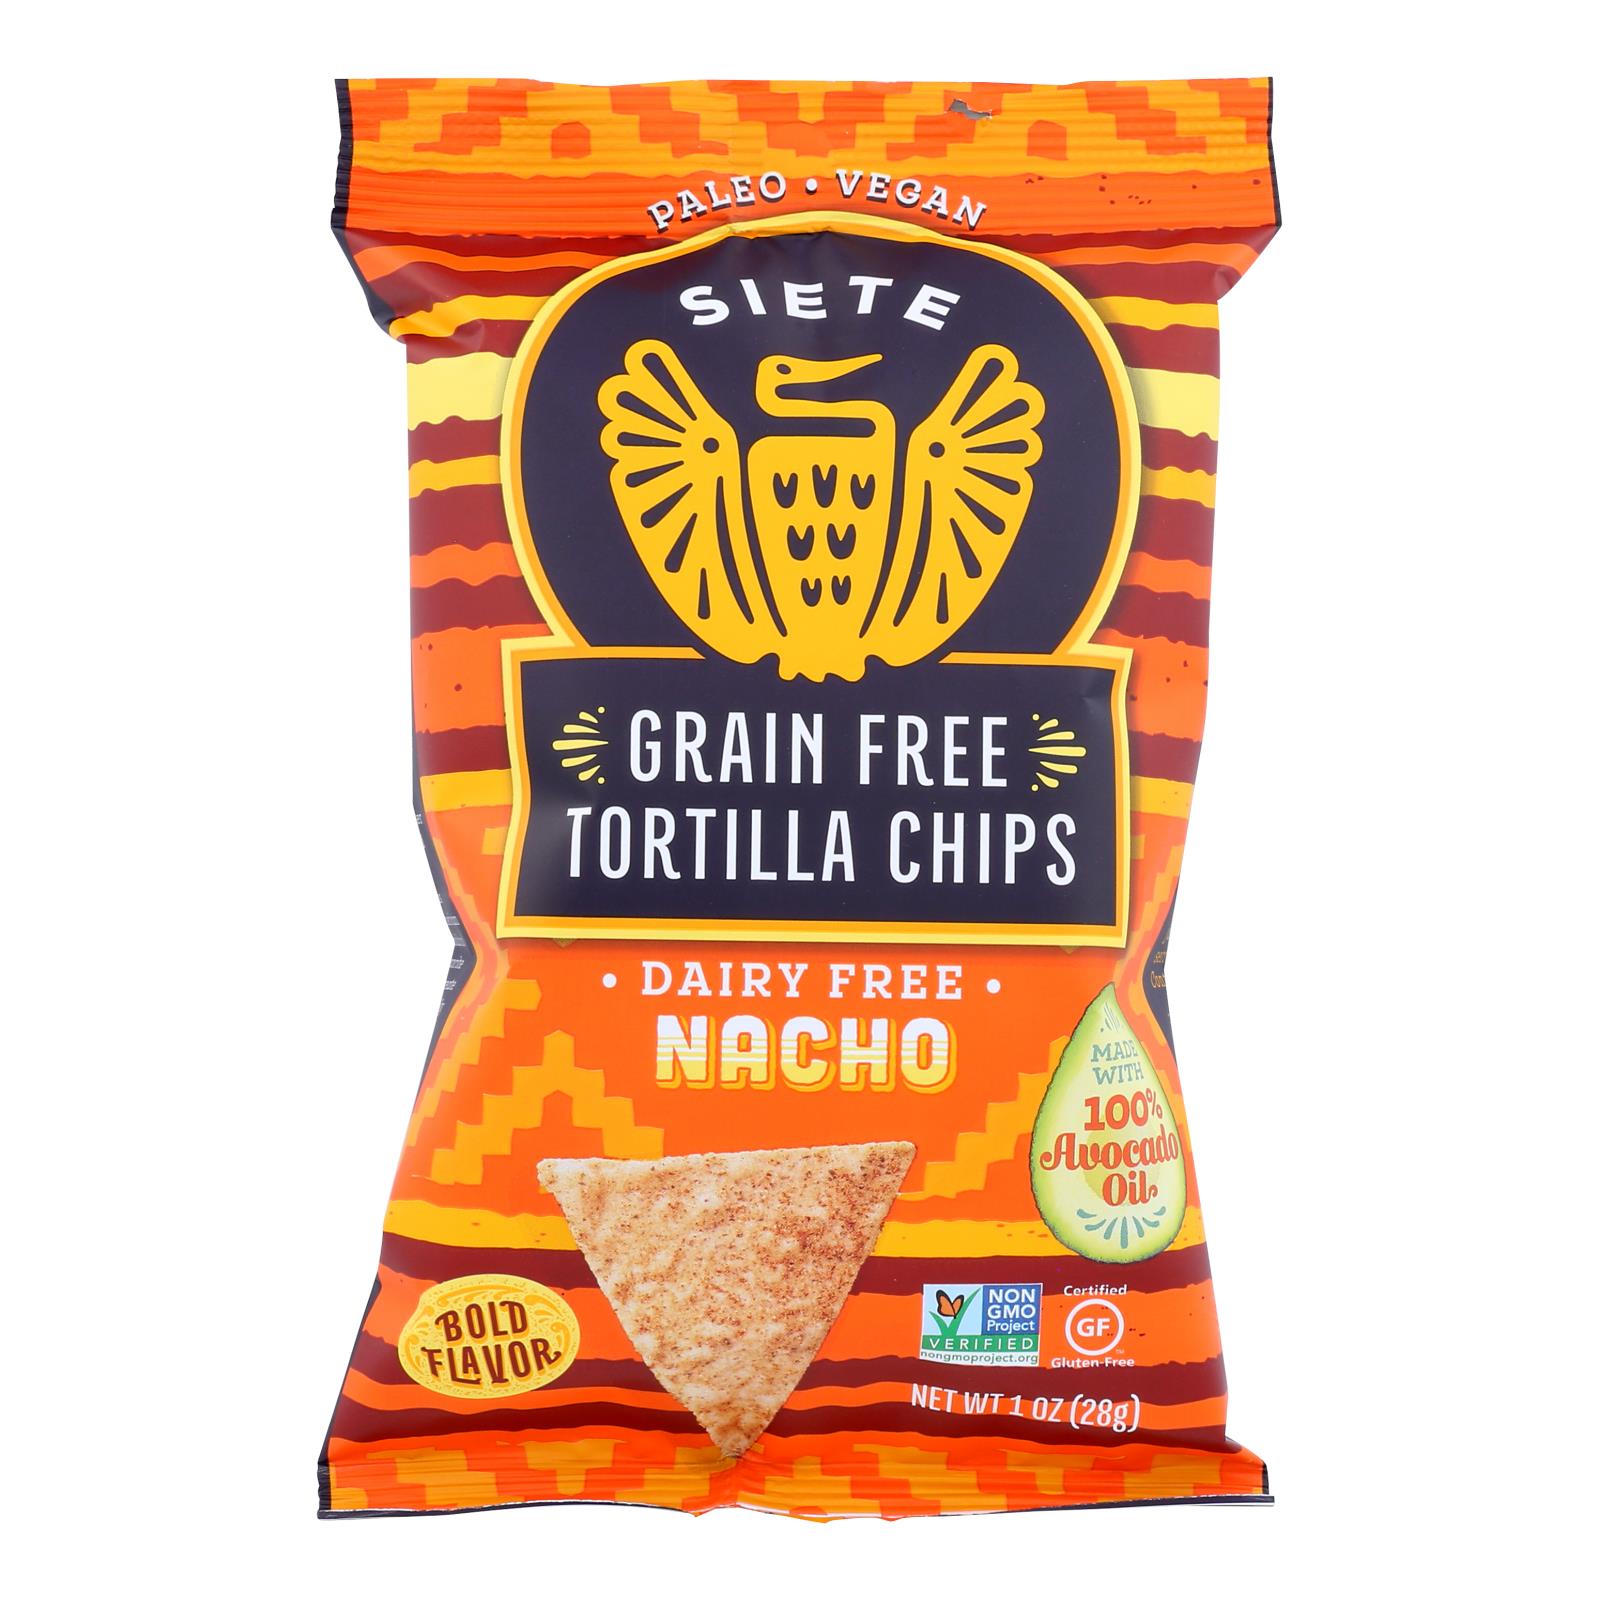 PALEO • VEGAN
SIETE
GRAIN FREE
TORTILLA CHIPS
• DAIRY FREE •
NACHO
MADE
WITH
100%
Avocado
Oil
BOLD
FLAVOR
NON
GMO
Project
VERIFIED
nongmoproject.org
Certified
GF
TM
Gluten-Free
NET WT 1 OZ (28g)